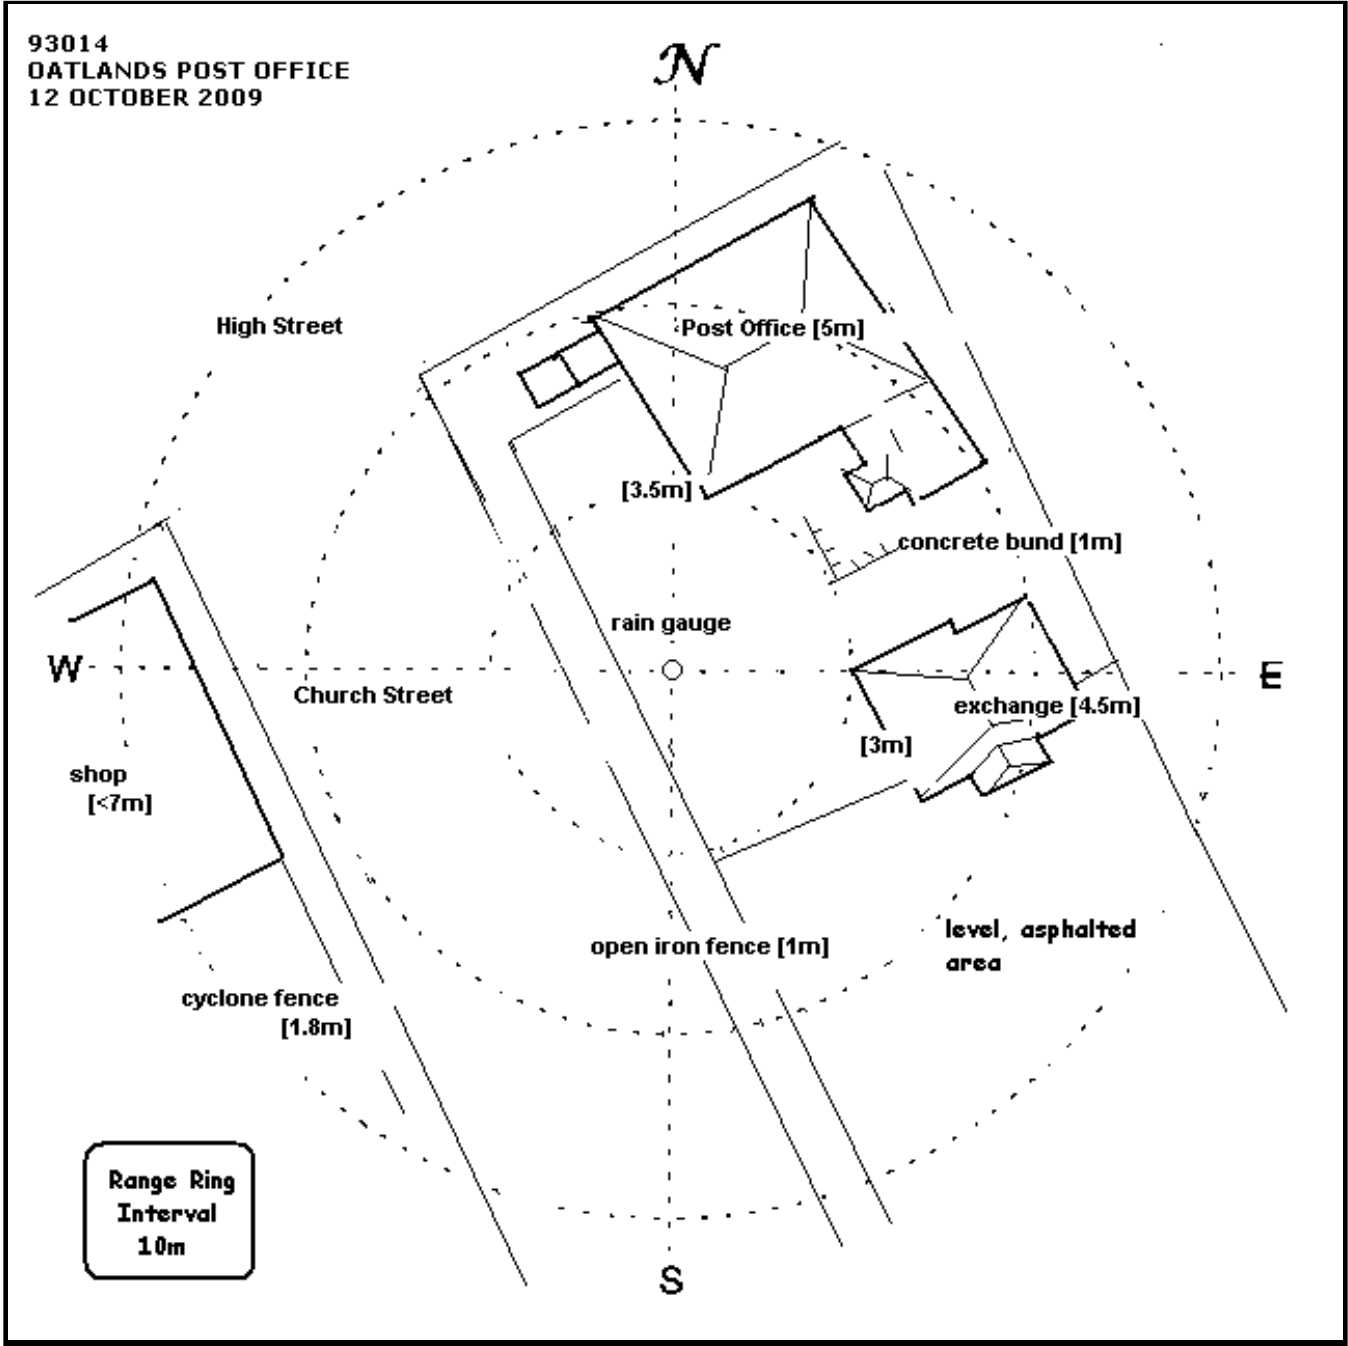 93014
OATLANDS POST OFFICE
12 OCTOBER 2009
N
High Street
Post Office [5m]
[3.5m]
concrete bund [1m]
rain gauge
W
E
Church Street
exchange [4.5m]
[3m]
shop
[<7m]
open iron fence [1m]
level, asphalted
area
cyclone fence
[1.8m]
Range Ring
Interval
10m
S